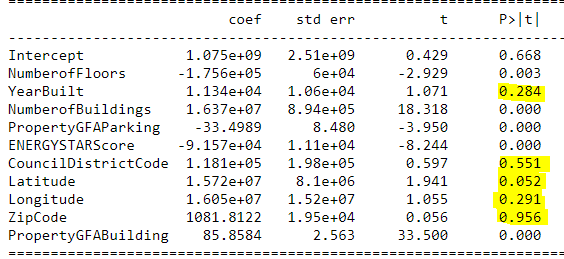 coef std err t P>|t|
Intercept 1.075e+09 2.51e+09 0.429 0.668
NumberofFloors -1.756e+05 6e+04 -2.929 0.003
YearBuilt 1.134e+04 1.06e+04 1.071 0.284
NumberofBuildings 1.637e+07 8.94e+05 18.318 0.000
PropertyGFAParking -33.4989 8.480 -3.950 0.000
ENERGYSTARScore -9.157e+04 1.11e+04 -8.244 0.000
CouncilDistrictCode 1.181e+05 1.98e+05 0.597 0.551
Latitude 1.572e+07 8.1e+06 1.941 0.052
Longitude 1.605e+07 1.52e+07 1.055 0.291
ZipCode 1081.8122 1.95e+04 0.056 0.956
PropertyGFABuilding 85.8584 2.563 33.500 0.000